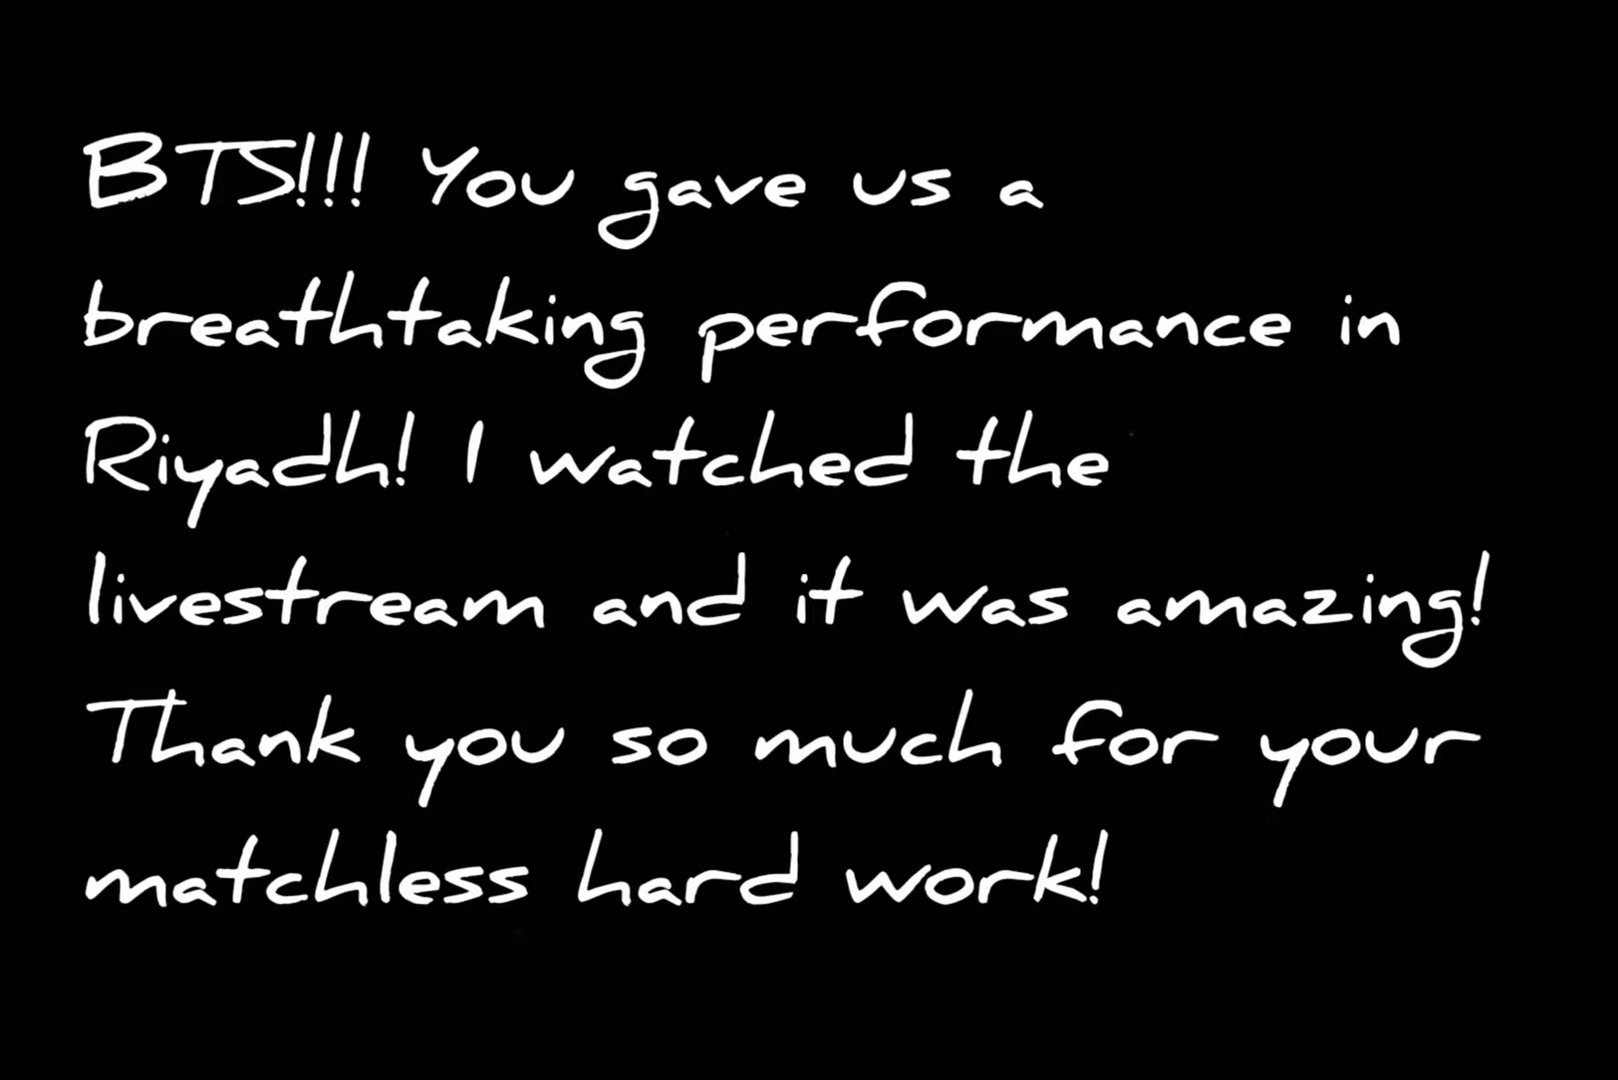 BTS!!! You gave us a
breathtaking performance in
Riyadh! I watched the
livestream and it was amazing!
Thank you so much for your
matchless hard work!